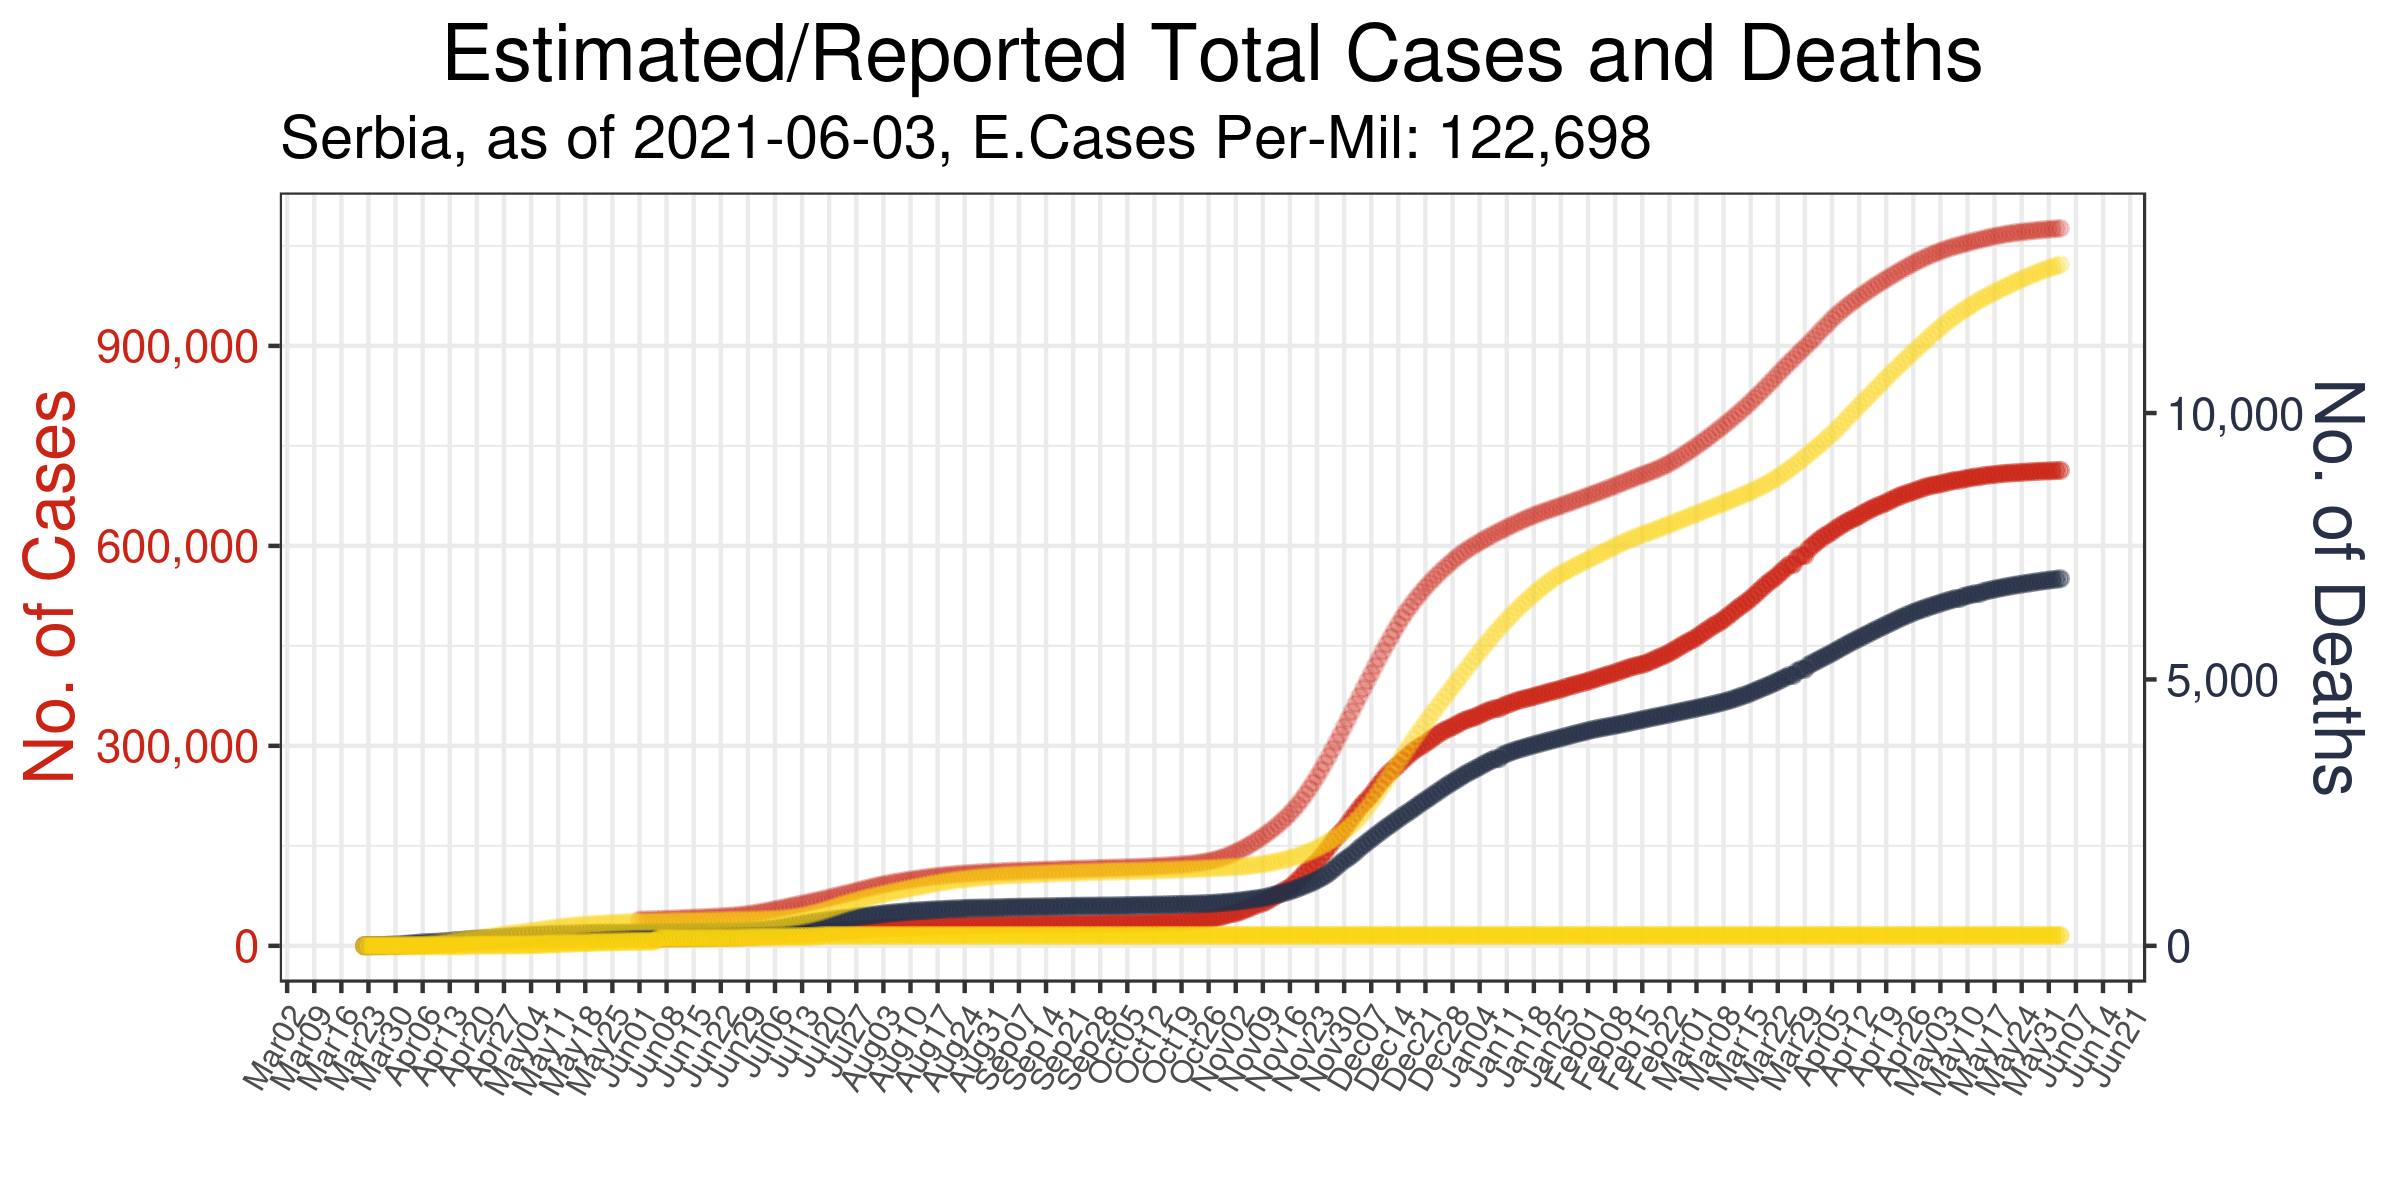 Estimated/Reported Total Cases and Deaths
Serbia, as of 2021-06-03, E.Cases Per-Mil: 122,698
No. of Cases
900,000
600,000
300,000
0
10,000
5,000
0
No. of Deaths
Mar02
Mar09
Mar16
Mar23
Mar30
Apr06
Apr13
Apr20
Apr27
May04
May11
May18
May25
Jun01
Jun08
Jun15
Jun22
Jun29
Jul06
Jul13
Jul20
Jul27
Aug03
Aug10
Aug17
Aug24
Aug31
Sep07
Sep14
Sep21
Sep28
Oct05
Oct12
Oct19
Oct26
Nov02
Nov09
Nov16
Nov23
Nov30
Dec07
Dec14
Dec21
Dec28
Jan04
Jan11
Jan18
Jan25
Feb01
Feb08
Feb15
Feb22
Mar01
Mar08
Mar15
Mar22
Mar29
Apr05
Apr12
Apr19
Apr26
May03
May10
May17
May24
May31
Jun07
Jun14
Jun21